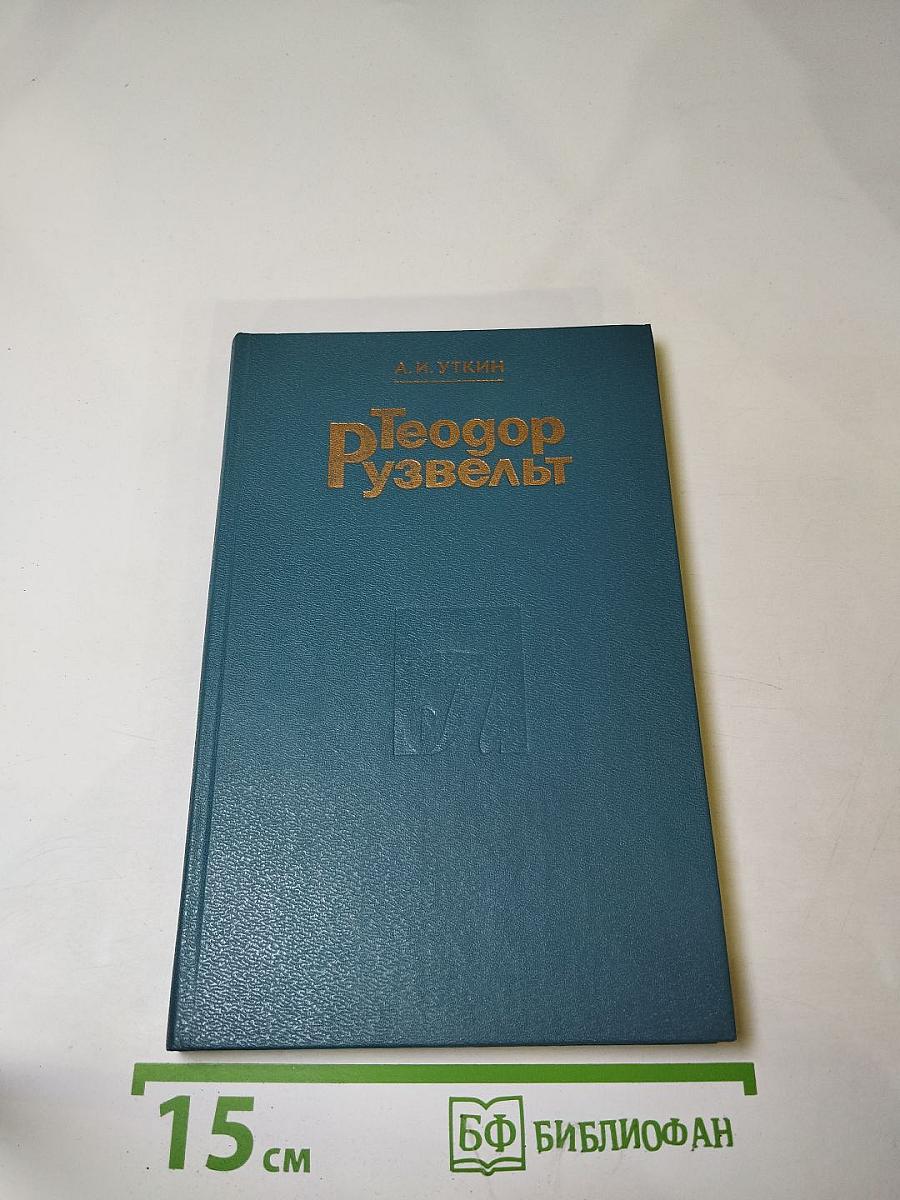 А. И. УТКИН
Теодор
Рузвельт
15 см
БФ БИБЛИОФАН